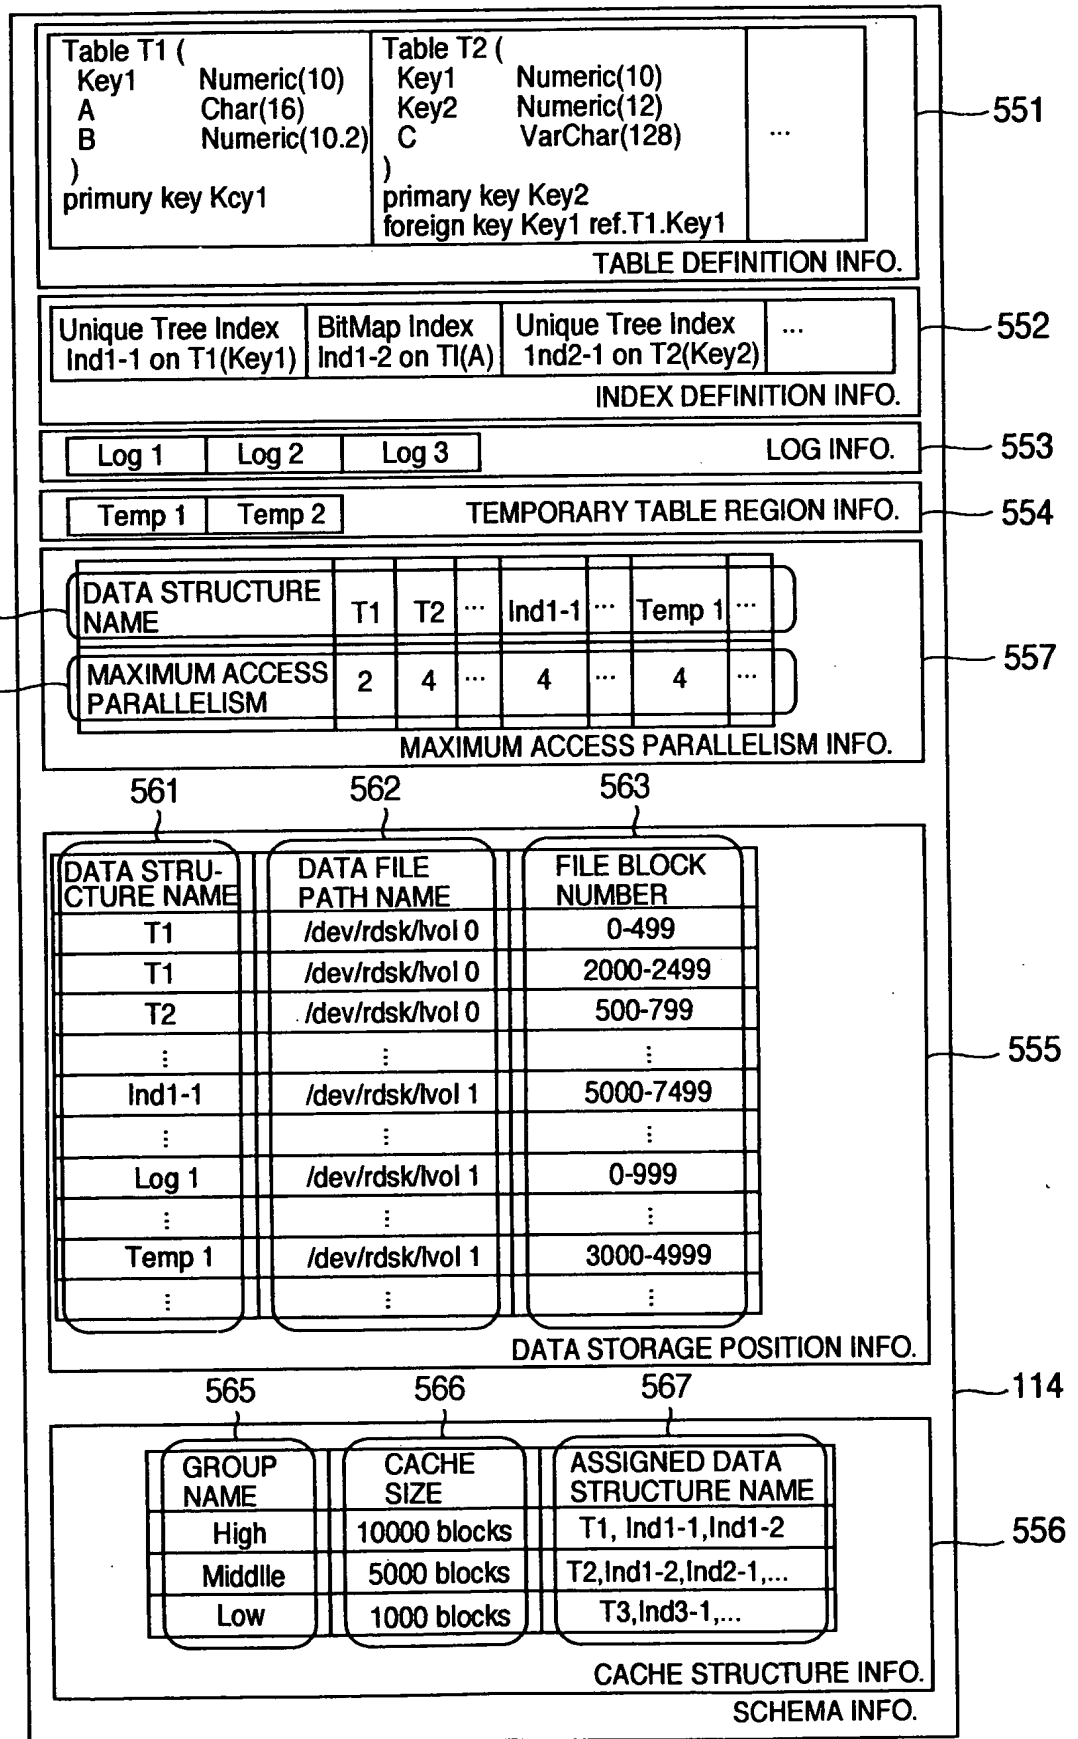 Table T1 (
Key1 Numeric(10)
A Char(16)
B Numeric(10.2)
)
primury key Kcy1
Table T2 (
Key1 Numeric(10)
Key2 Numeric(12)
C VarChar(128)
)
primary key Key2
foreign key Key1 ref.T1.Key1
...
TABLE DEFINITION INFO.
551
Unique Tree Index
Ind1-1 on T1(Key1)
BitMap Index
Ind1-2 on TI(A)
Unique Tree Index
1nd2-1 on T2(Key2)
...
INDEX DEFINITION INFO.
552
Log 1 Log 2 Log 3 LOG INFO.
553
Temp 1 Temp 2 TEMPORARY TABLE REGION INFO.
554
DATA STRUCTURE
NAME
T1 T2 ... Ind1-1 ... Temp 1 ...
MAXIMUM ACCESS
PARALLELISM
2 4 ... 4 ... 4 ...
MAXIMUM ACCESS PARALLELISM INFO.
557
561 562 563
DATA STRU-
CTURE NAME
DATA FILE
PATH NAME
FILE BLOCK
NUMBER
T1 /dev/rdsk/lvol 0 0-499
T1 /dev/rdsk/lvol 0 2000-2499
T2 /dev/rdsk/lvol 0 500-799
⋮ ⋮ ⋮
Ind1-1 /dev/rdsk/lvol 1 5000-7499
⋮ ⋮ ⋮
Log 1 /dev/rdsk/lvol 1 0-999
⋮ ⋮ ⋮
Temp 1 /dev/rdsk/lvol 1 3000-4999
⋮ ⋮ ⋮
DATA STORAGE POSITION INFO.
555
114
565 566 567
GROUP
NAME
CACHE
SIZE
ASSIGNED DATA
STRUCTURE NAME
High 10000 blocks T1, Ind1-1,Ind1-2
Middlle 5000 blocks T2,Ind1-2,Ind2-1,...
Low 1000 blocks T3,Ind3-1,...
CACHE STRUCTURE INFO.
556
SCHEMA INFO.